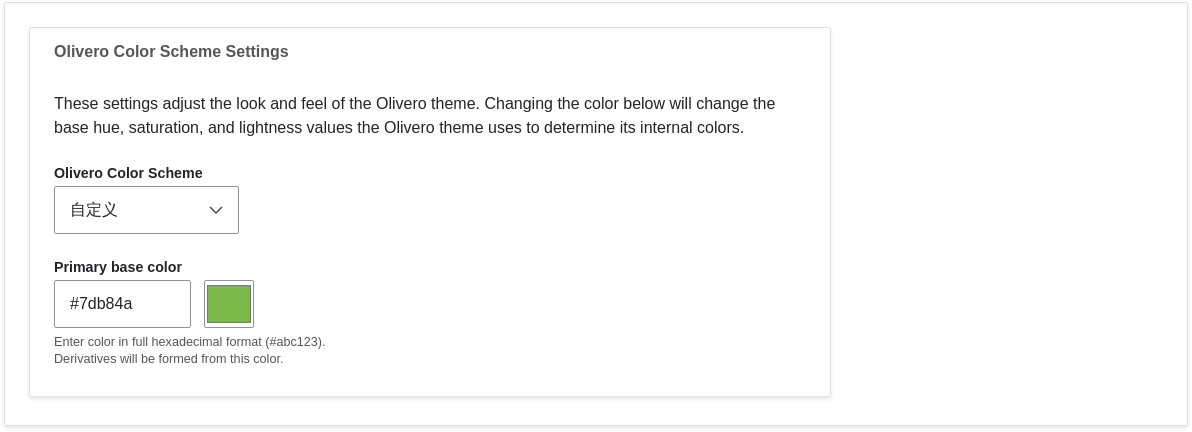 Olivero Color Scheme Settings
These settings adjust the look and feel of the Olivero theme. Changing the color below will change the
base hue, saturation, and lightness values the Olivero theme uses to determine its internal colors.
Olivero Color Scheme
自定义
Primary base color
#7db84a
Enter color in full hexadecimal format (#abc123).
Derivatives will be formed from this color.